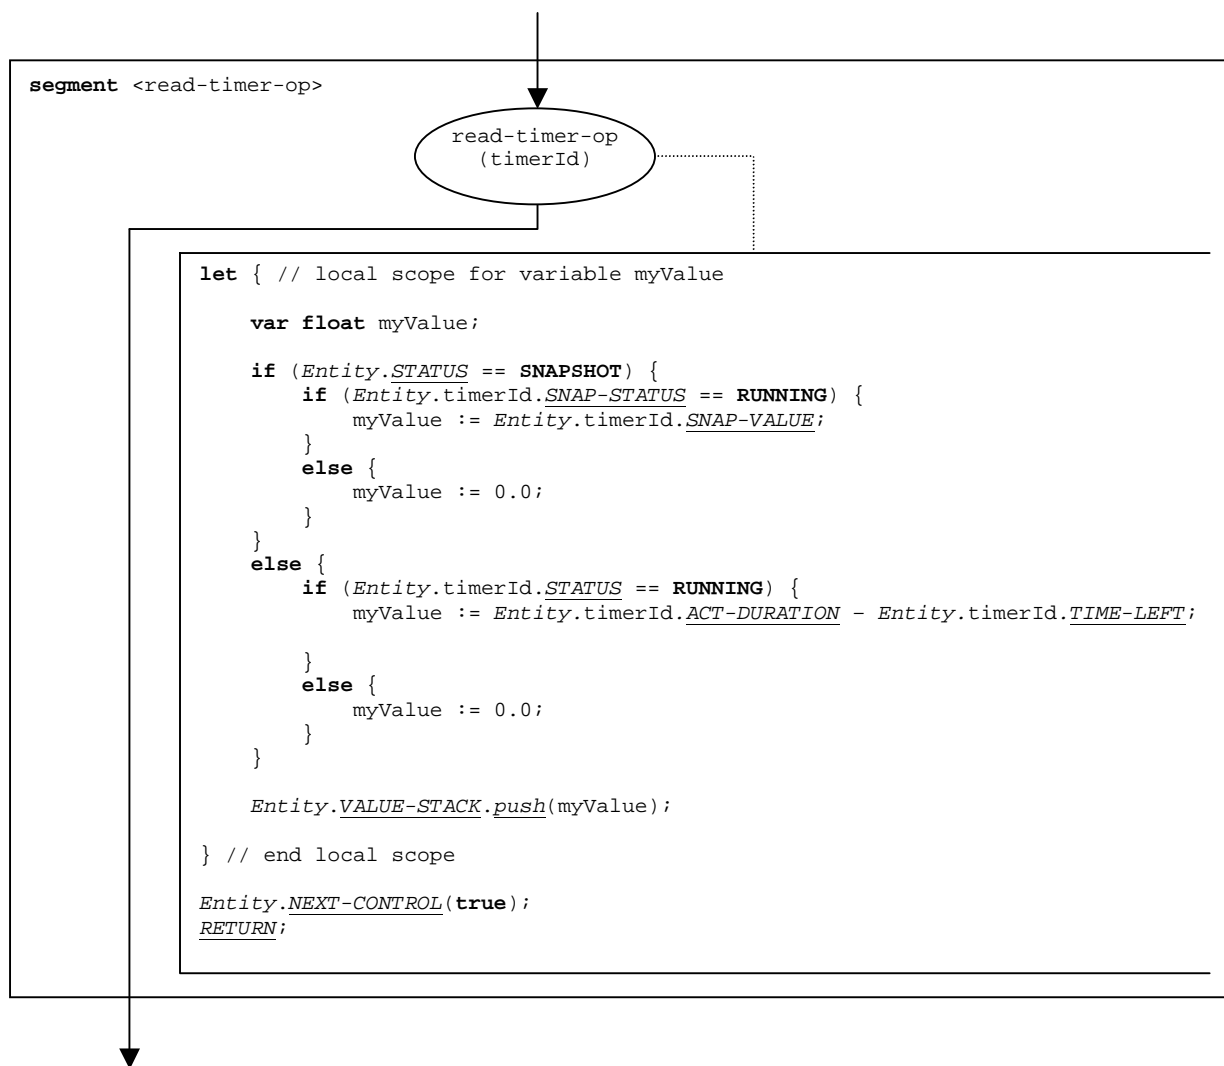 segment <read-timer-op>
read-timer-op
(timerId)
let { // local scope for variable myValue
var float myValue;
if (Entity.STATUS == SNAPSHOT) {
if (Entity.timerId.SNAP-STATUS == RUNNING) {
myValue := Entity.timerId.SNAP-VALUE;
}
else {
myValue := 0.0;
}
}
else {
if (Entity.timerId.STATUS == RUNNING) {
myValue := Entity.timerId.ACT-DURATION – Entity.timerId.TIME-LEFT;
}
else {
myValue := 0.0;
}
}
Entity.VALUE-STACK.push(myValue);
} // end local scope
Entity.NEXT-CONTROL(true);
RETURN;